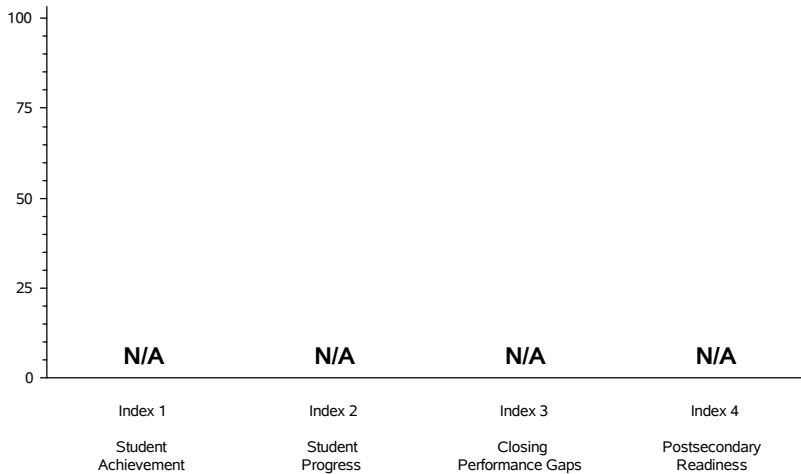 100
75
50
25
0
N/A N/A N/A N/A
Index 1 Index 2 Index 3 Index 4
Student Student Closing Postsecondary
Achievement Progress Performance Gaps Readiness